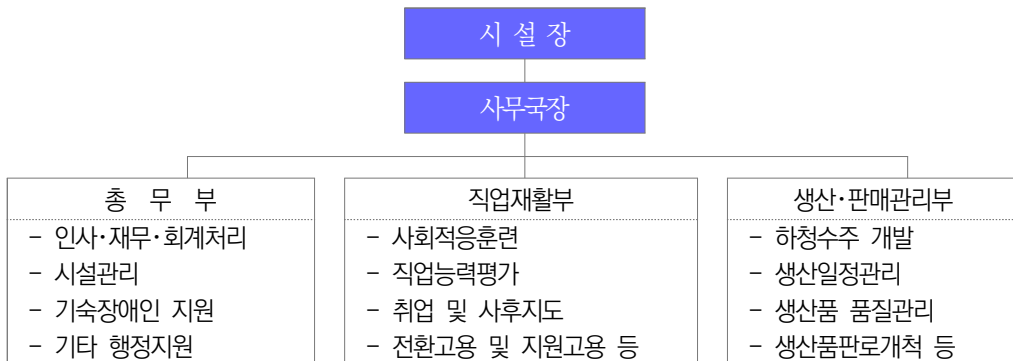 시 설 장
사무국장
총 무 부
- 인사·재무·회계처리
- 시설관리
- 기숙장애인 지원
- 기타 행정지원
직업재활부
- 사회적응훈련
- 직업능력평가
- 취업 및 사후지도
- 전환고용 및 지원고용 등
생산·판매관리부
- 하청수주 개발
- 생산일정관리
- 생산품 품질관리
- 생산품판로개척 등